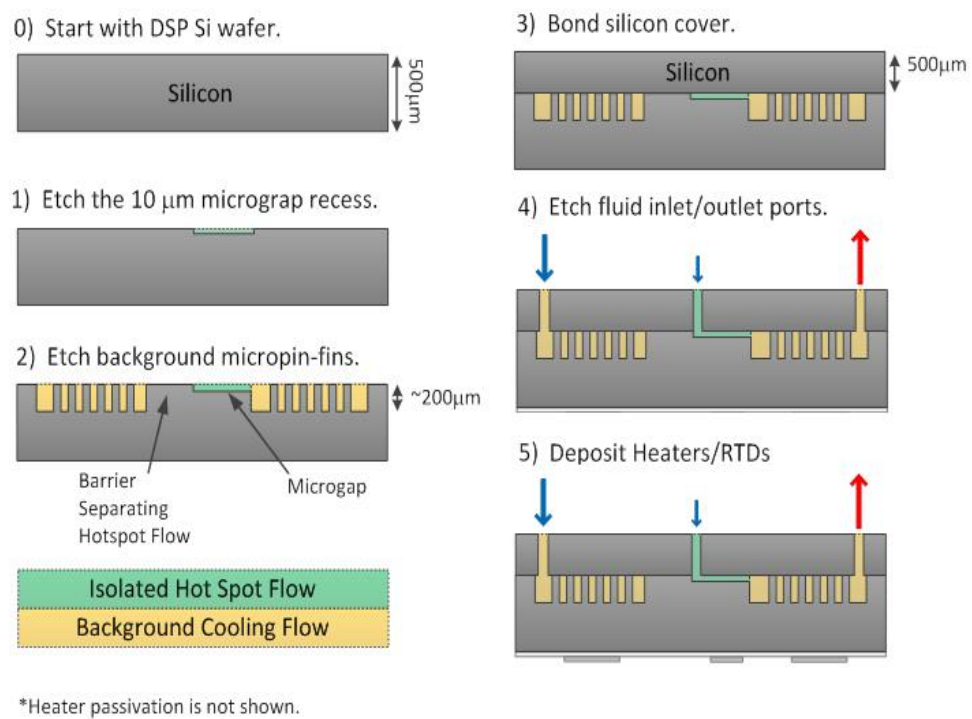 0) Start with DSP Si wafer.
Silicon
500μm
1) Etch the 10 μm micrograp recess.
2) Etch background micropin-fins.
~200μm
Barrier
Separating
Hotspot Flow
Microgap
Isolated Hot Spot Flow
Background Cooling Flow
*Heater passivation is not shown.
3) Bond silicon cover.
Silicon
500μm
4) Etch fluid inlet/outlet ports.
5) Deposit Heaters/RTDs